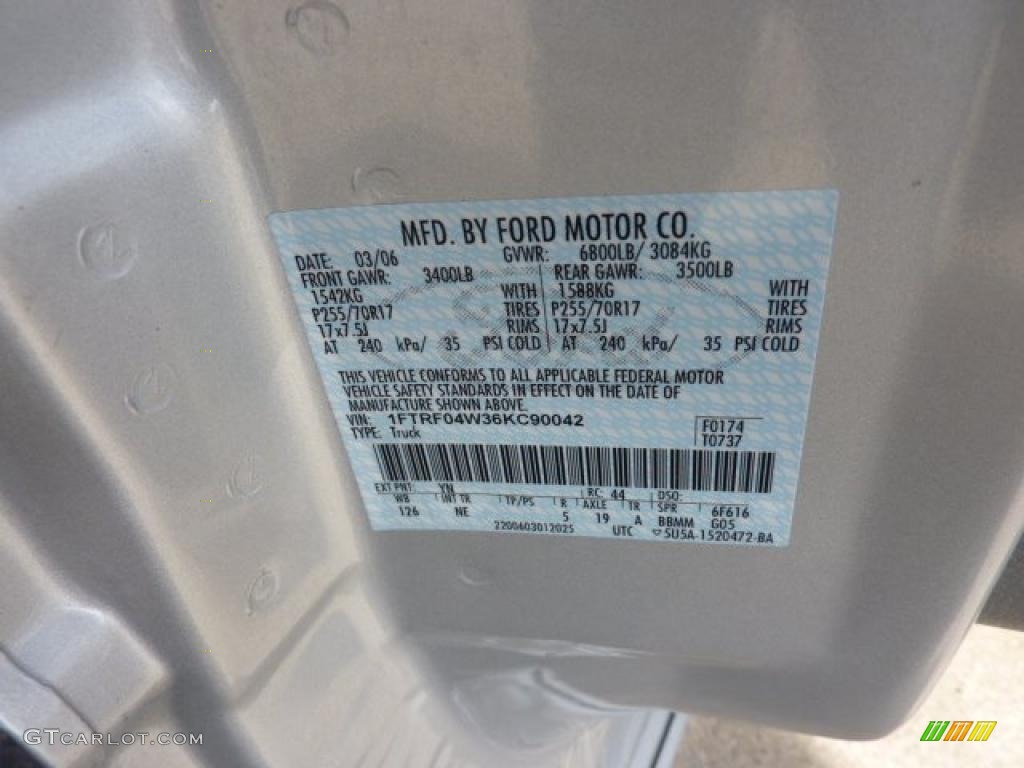 MFD. BY FORD MOTOR CO.
DATE: 03/06 GVWR: 6800LB/ 3084KG
FRONT GAWR: 3400LB REAR GAWR: 3500LB
1542KG WITH 1588KG WITH
P255/70R17 TIRES P255/70R17 TIRES
17x7.5J RIMS 17x7.5J RIMS
AT 240 kPa/ 35 PSI COLD AT 240 kPa/ 35 PSI COLD
THIS VEHICLE CONFORMS TO ALL APPLICABLE FEDERAL MOTOR
VEHICLE SAFETY STANDARDS IN EFFECT ON THE DATE OF
MANUFACTURE SHOWN ABOVE.
VIN: 1FTRF04W36KC90042 F0174
TYPE: Truck T0737
EXT PNT: YN RC: 44 DSO:
WB INT TR TP/PS R AXLE TR SPR 6F616
126 NE 5 19 A BBMM G05
2200603012025 UTC 5U5A-1520472-BA
GTCARLOT.COM